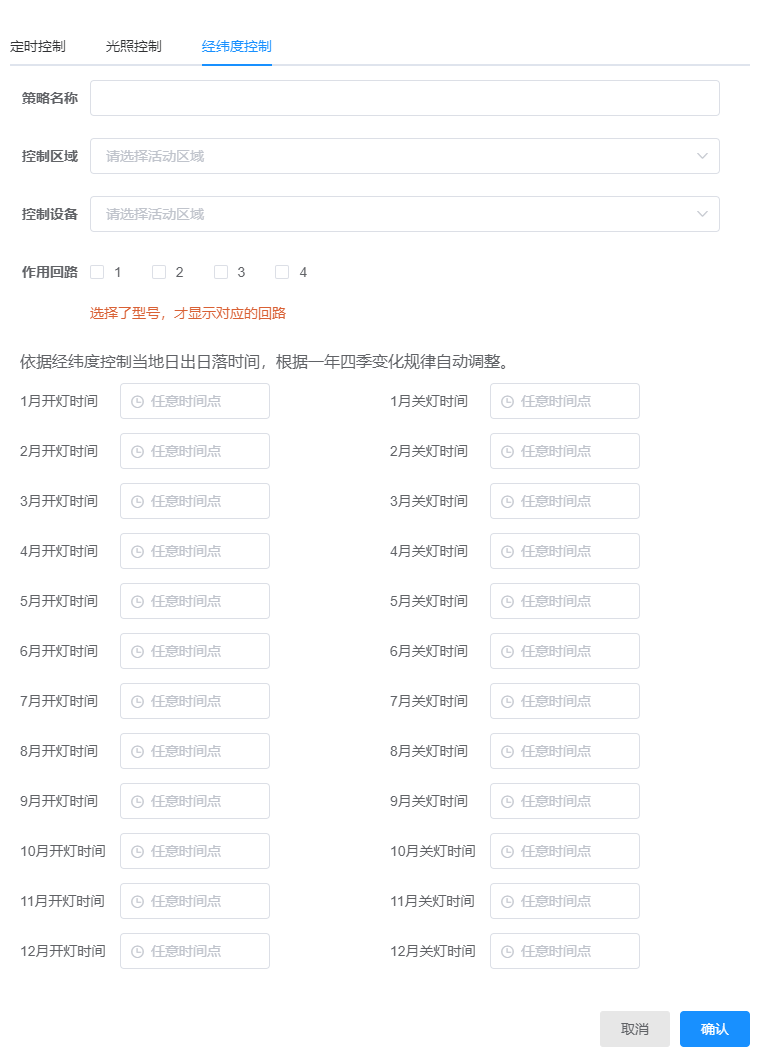 定时控制 光照控制 经纬度控制
策略名称
控制区域 请选择活动区域
控制设备 请选择活动区域
作用回路 1 2 3 4
选择了型号，才显示对应的回路
依据经纬度控制当地日出日落时间，根据一年四季变化规律自动调整。
1月开灯时间 任意时间点 1月关灯时间 任意时间点
2月开灯时间 任意时间点 2月关灯时间 任意时间点
3月开灯时间 任意时间点 3月关灯时间 任意时间点
4月开灯时间 任意时间点 4月关灯时间 任意时间点
5月开灯时间 任意时间点 5月关灯时间 任意时间点
6月开灯时间 任意时间点 6月关灯时间 任意时间点
7月开灯时间 任意时间点 7月关灯时间 任意时间点
8月开灯时间 任意时间点 8月关灯时间 任意时间点
9月开灯时间 任意时间点 9月关灯时间 任意时间点
10月开灯时间 任意时间点 10月关灯时间 任意时间点
11月开灯时间 任意时间点 11月关灯时间 任意时间点
12月开灯时间 任意时间点 12月关灯时间 任意时间点
取消 确认